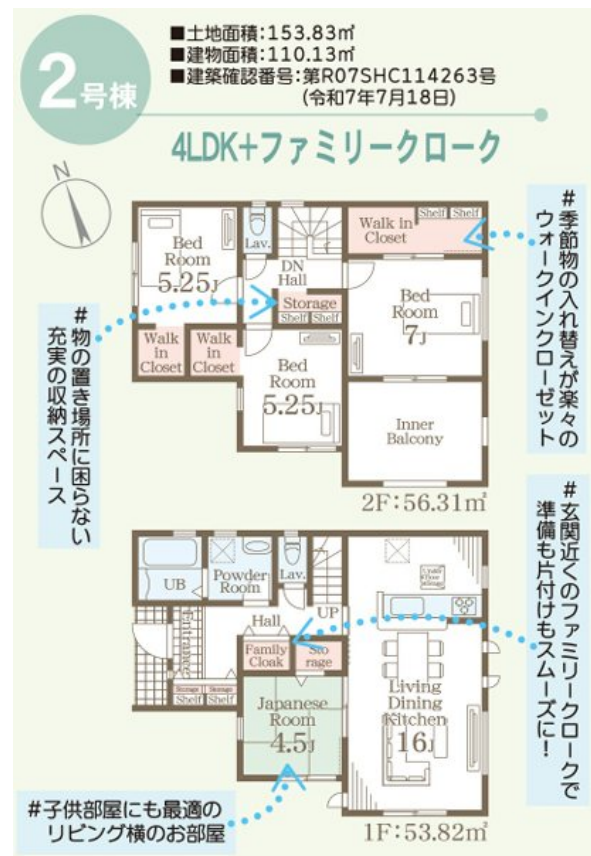 2号棟
■土地面積:153.83㎡
■建物面積:110.13㎡
■建築確認番号:第R07SHC114263号
(令和7年7月18日)
4LDK+ファミリークローク
N
#季節物の入れ替えが楽々の
ウォークインクローゼット
#物の置き場所に困らない
充実の収納スペース
Bed
Room
5.25J
Lav.
DN
Hall
Storage
Shelf Shelf
Walk in
Closet
Shelf Shelf
Bed
Room
7J
Walk
in
Closet
Walk
in
Closet
Bed
Room
5.25J
Inner
Balcony
2F:56.31㎡
#玄関近くのファミリークロークで
準備も片付けもスムーズに!
UB
Powder
Room
Lav.
UP
Hall
Entrance
Family
Cloak
Sto
rage
Storage Storage
Shelf Shelf
Under
floor
storage
Japanese
Room
4.5J
Living
Dining
Kitchen
16J
1F:53.82㎡
#子供部屋にも最適の
リビング横のお部屋